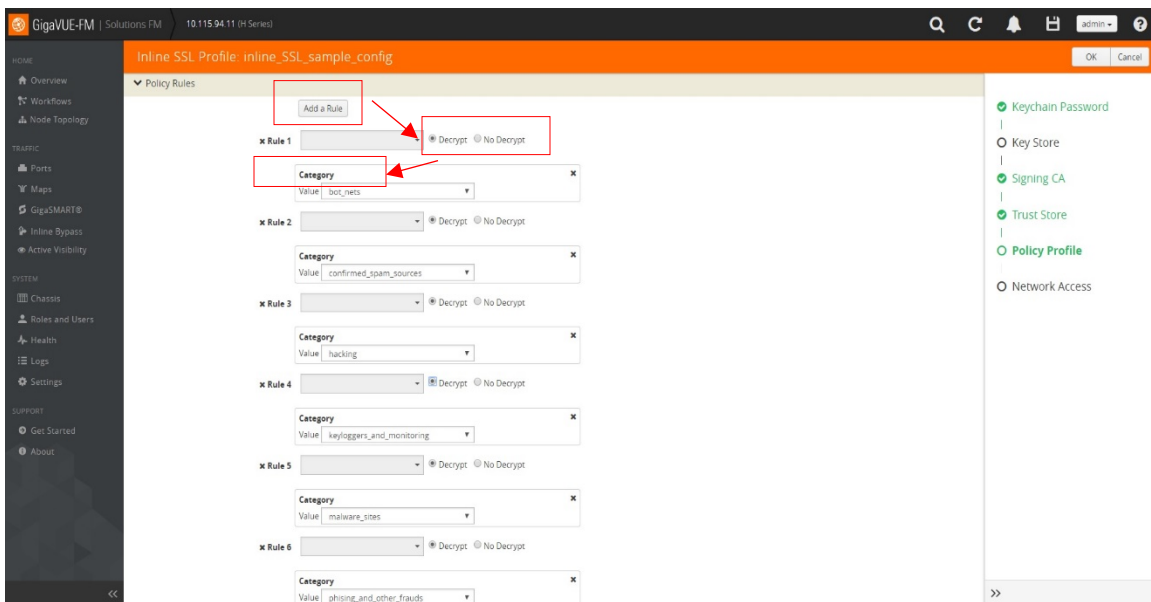 GigaVUE-FM | Solutions FM 10.115.94.11 (H Series) admin
Inline SSL Profile: inline_SSL_sample_config OK Cancel
HOME
Overview
Workflows
Node Topology
TRAFFIC
Ports
Maps
GigaSMART®
Inline Bypass
Active Visibility
SYSTEM
Chassis
Roles and Users
Health
Logs
Settings
SUPPORT
Get Started
About
Policy Rules
Add a Rule
Rule 1 Decrypt No Decrypt
Category
Value bot_nets
Rule 2 Decrypt No Decrypt
Category
Value confirmed_spam_sources
Rule 3 Decrypt No Decrypt
Category
Value hacking
Rule 4 Decrypt No Decrypt
Category
Value keyloggers_and_monitoring
Rule 5 Decrypt No Decrypt
Category
Value malware_sites
Rule 6 Decrypt No Decrypt
Category
Value phising_and_other_frauds
Keychain Password
Key Store
Signing CA
Trust Store
Policy Profile
Network Access